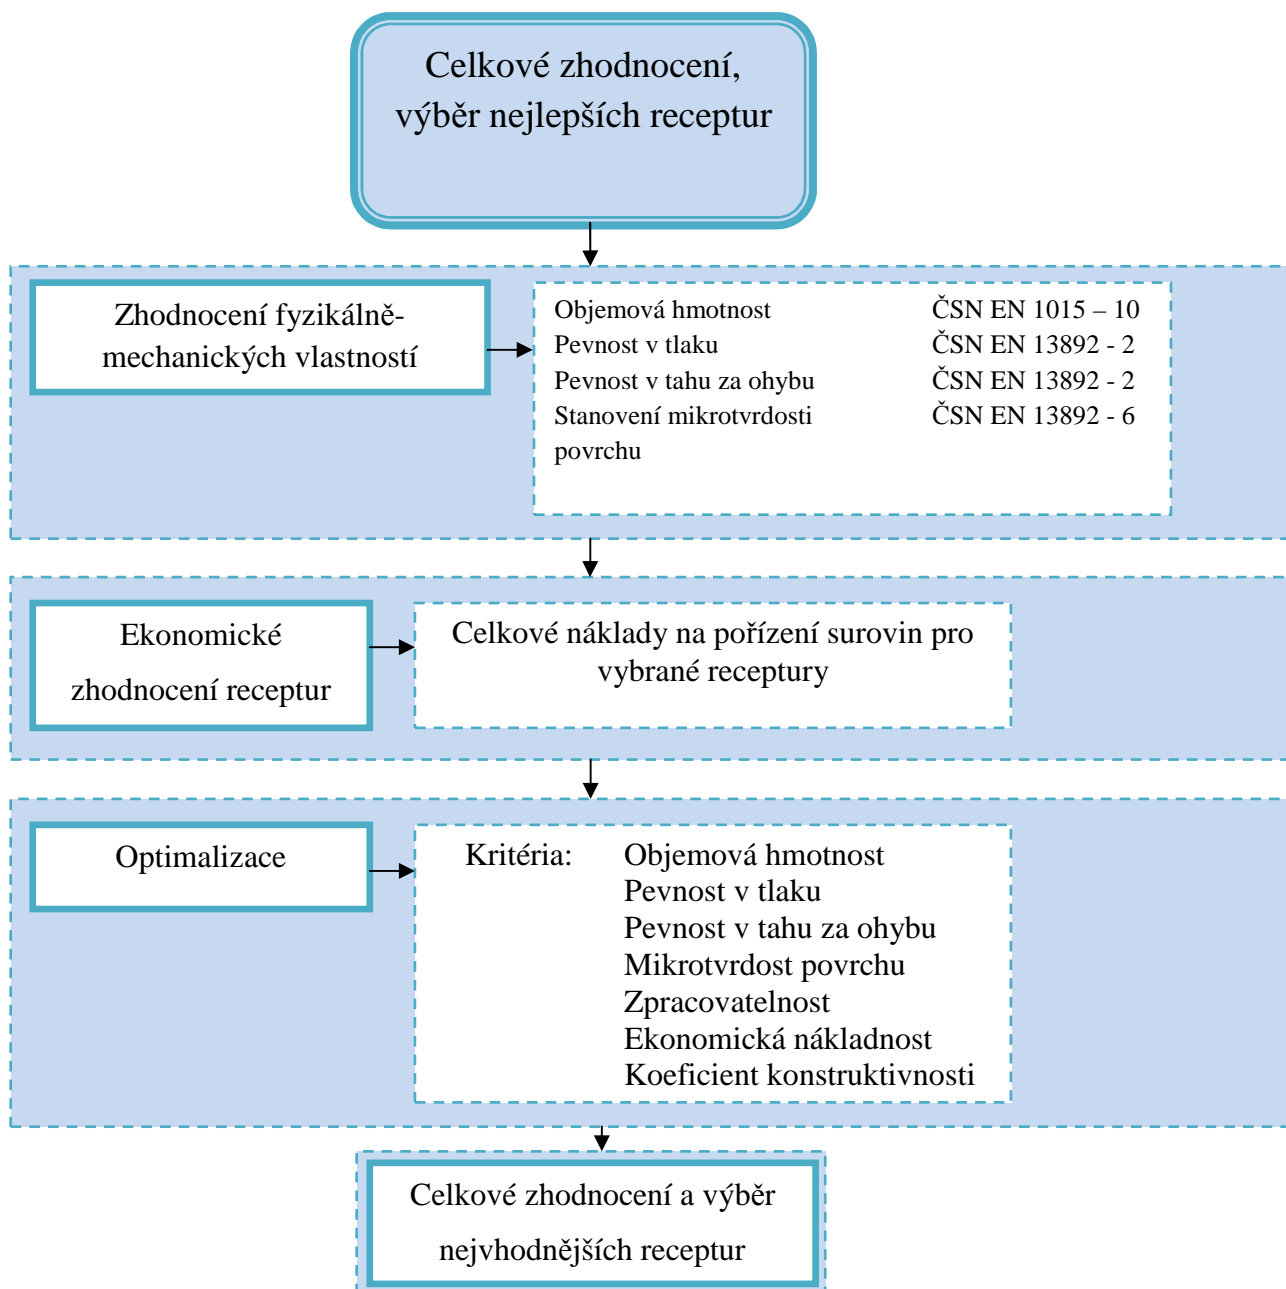 Celkové zhodnocení,
výběr nejlepších receptur
Zhodnocení fyzikálně-
mechanických vlastností
Objemová hmotnost ČSN EN 1015 – 10
Pevnost v tlaku ČSN EN 13892 - 2
Pevnost v tahu za ohybu ČSN EN 13892 - 2
Stanovení mikrotvrdosti ČSN EN 13892 - 6
povrchu
Ekonomické
zhodnocení receptur
Celkové náklady na pořízení surovin pro
vybrané receptury
Optimalizace
Kritéria: Objemová hmotnost
Pevnost v tlaku
Pevnost v tahu za ohybu
Mikrotvrdost povrchu
Zpracovatelnost
Ekonomická nákladnost
Koeficient konstruktivnosti
Celkové zhodnocení a výběr
nejvhodnějších receptur